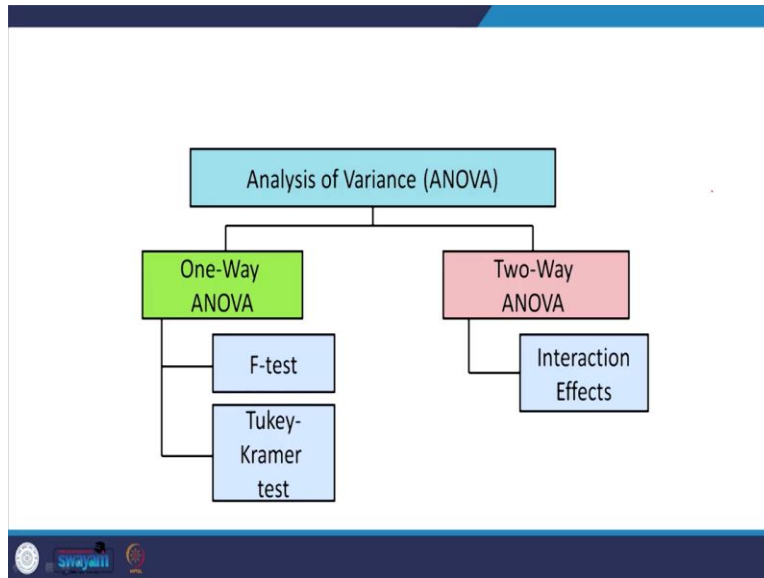 Analysis of Variance (ANOVA)
One-Way
ANOVA
Two-Way
ANOVA
F-test
Interaction
Effects
Tukey-
Kramer
test
swayam